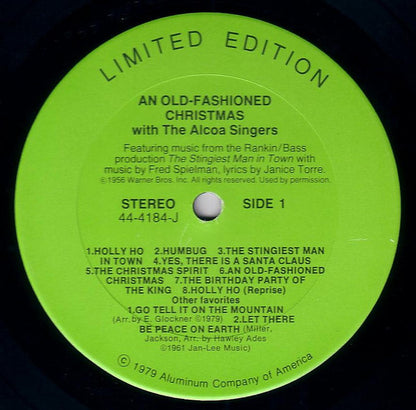 LIMITED EDITION
AN OLD-FASHIONED
CHRISTMAS
with The Alcoa Singers
Featuring music from the Rankin/Bass
production The Stingiest Man in Town with
music by Fred Spielman, lyrics by Janice Torre.
©1956 Warner Bros. Inc. All rights reserved. Used by permission.
STEREO SIDE 1
44-4184-J
1.HOLLY HO 2.HUMBUG 3.THE STINGIEST MAN
IN TOWN 4.YES, THERE IS A SANTA CLAUS
5.THE CHRISTMAS SPIRIT 6.AN OLD-FASHIONED
CHRISTMAS 7.THE BIRTHDAY PARTY OF
THE KING 8.HOLLY HO (Reprise)
Other favorites
1.GO TELL IT ON THE MOUNTAIN
(Arr.by E. Glockner ©1979) 2.LET THERE
BE PEACE ON EARTH (Miller,
Jackson, Arr. by Hawley Ades
©1961 Jan-Lee Music)
© 1979 Aluminum Company of America